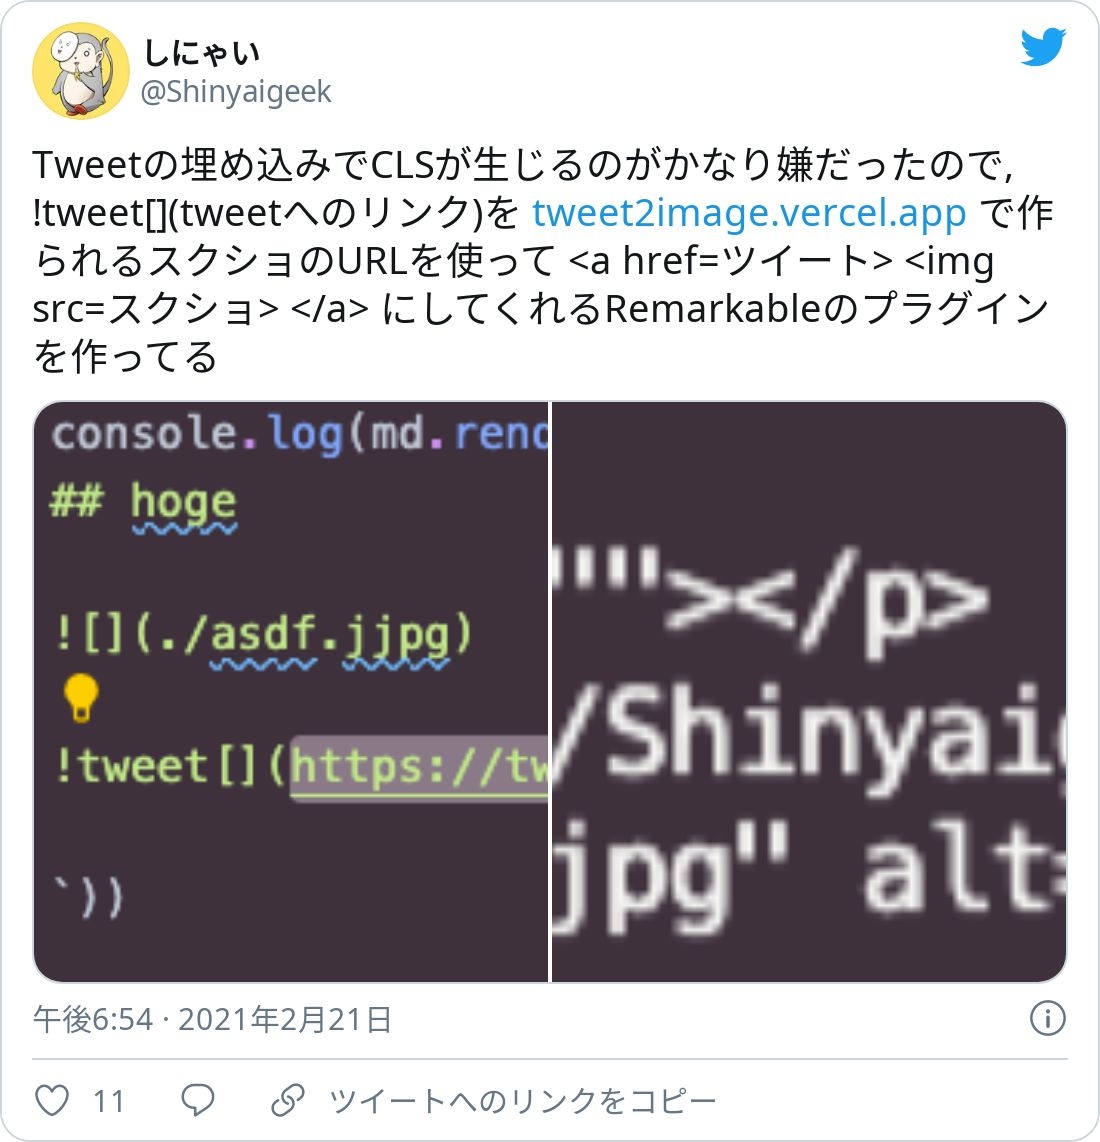 しにゃい
@Shinyaigeek
Tweetの埋め込みでCLSが生じるのがかなり嫌だったので,
!tweet[](tweetへのリンク)を tweet2image.vercel.app で作
られるスクショのURLを使って <a href=ツイート> <img
src=スクショ> </a> にしてくれるRemarkableのプラグイン
を作ってる
console.log(md.rend
## hoge
![](./asdf.jjpg)
!tweet[](https://tw
`))
""></p>
/Shinyaig
jpg" alt=
午後6:54 · 2021年2月21日
11
ツイートへのリンクをコピー